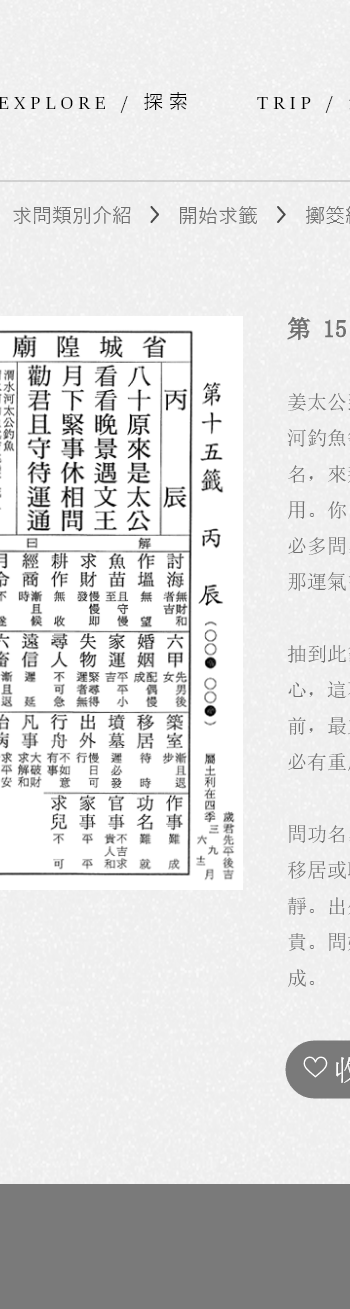 EXPLORE / 探索
TRIP /
求問類別介紹 > 開始求籤 > 擲筊
第 15
姜太公
河釣魚
名，來
用。你
必多問
那運氣
抽到此
心，這
前，最
必有重
問功名
移居或
靜。出
貴。問
成。
♡ 收
省城隍廟
第十五籤 丙 辰
（○○● ○○●）
屬土利在四季三六九十二月
歲君先平後吉
丙辰
八十原來是太公
看看晚景遇文王
月下緊事休相問
勸君且守待運通
渭水河太公釣魚
解曰
討海 無財和者吉
作塭 無望
魚苗 且守慢至
求財 慢慢即發
耕作 無收
經商 漸且候時
月令 不遂
六甲 先男後女
婚姻 配偶慢成
家運 平平小吉
失物 緊尋得遲者無
尋人 不可急
遠信 遲延
六畜 漸且退
築室 漸且退步
移居 待時
墳墓 遲必發
出外 慢日可行
行舟 不如意有事
凡事 大破財求解和
治病 求平安
作事 難成
功名 難就
官事 不吉求貴人和
家事 平平
求兒 不可